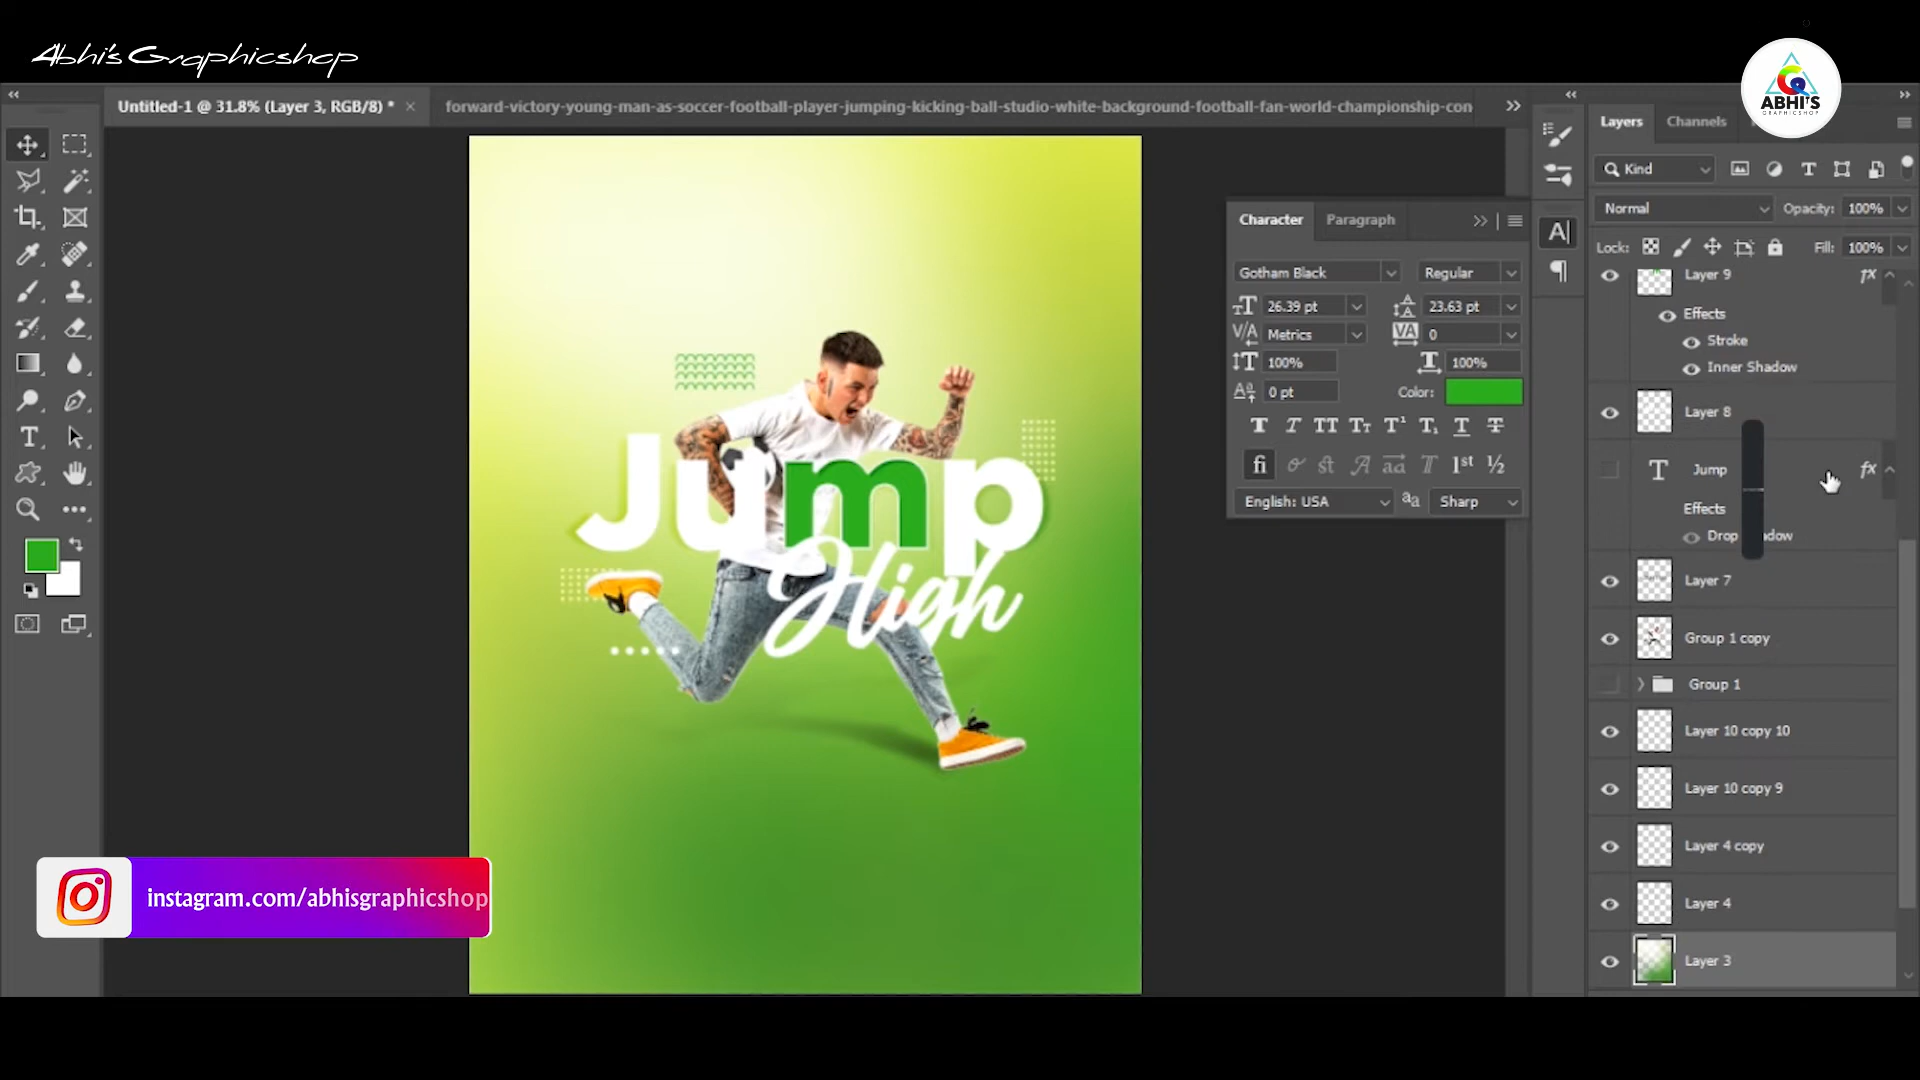 Abhi's Graphicshop
ABHI'S
GRAPHICSHOP
Untitled-1 @ 31.8% (Layer 3, RGB/8) *
forward-victory-young-man-as-soccer-football-player-jumping-kicking-ball-studio-white-background-football-fan-world-championship-con
Layers
Channels
Kind
Normal
Opacity: 100%
Lock:
Fill: 100%
Character
Paragraph
Gotham Black
Regular
26.39 pt
23.63 pt
Metrics
0
100%
100%
0 pt
Color:
English: USA
Sharp
Layer 9
Effects
Stroke
Inner Shadow
Layer 8
Jump
Effects
Drop
Layer 7
Group 1 copy
Group 1
Layer 10 copy 10
Layer 10 copy 9
Layer 4 copy
Layer 4
Layer 3
Jump
High
instagram.com/abhisgraphicshop